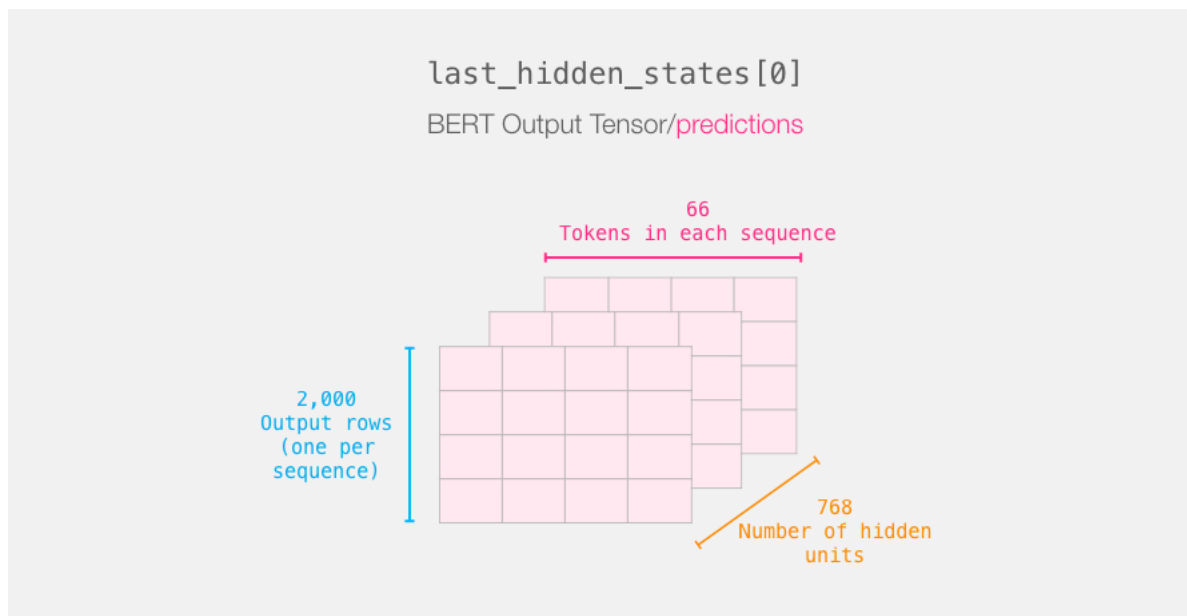 last_hidden_states[0]
BERT Output Tensor/predictions
66
Tokens in each sequence
2,000
Output rows
(one per
sequence)
768
Number of hidden
units